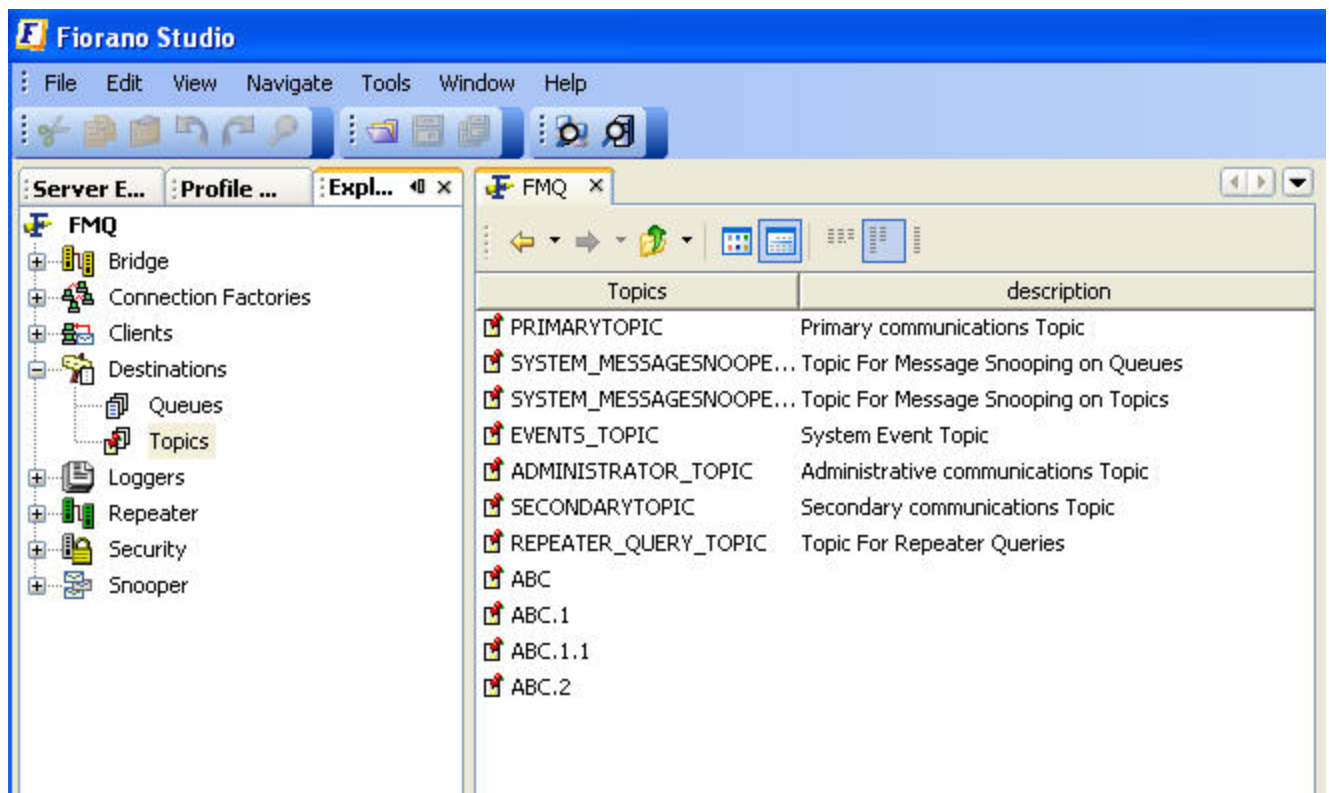 Fiorano Studio
File Edit View Navigate Tools Window Help
Server E... Profile ... Expl...
FMQ
Bridge
Connection Factories
Clients
Destinations
Queues
Topics
Loggers
Repeater
Security
Snooper
FMQ
Topics description
PRIMARYTOPIC Primary communications Topic
SYSTEM_MESSAGESNOOPE... Topic For Message Snooping on Queues
SYSTEM_MESSAGESNOOPE... Topic For Message Snooping on Topics
EVENTS_TOPIC System Event Topic
ADMINISTRATOR_TOPIC Administrative communications Topic
SECONDARYTOPIC Secondary communications Topic
REPEATER_QUERY_TOPIC Topic For Repeater Queries
ABC
ABC.1
ABC.1.1
ABC.2